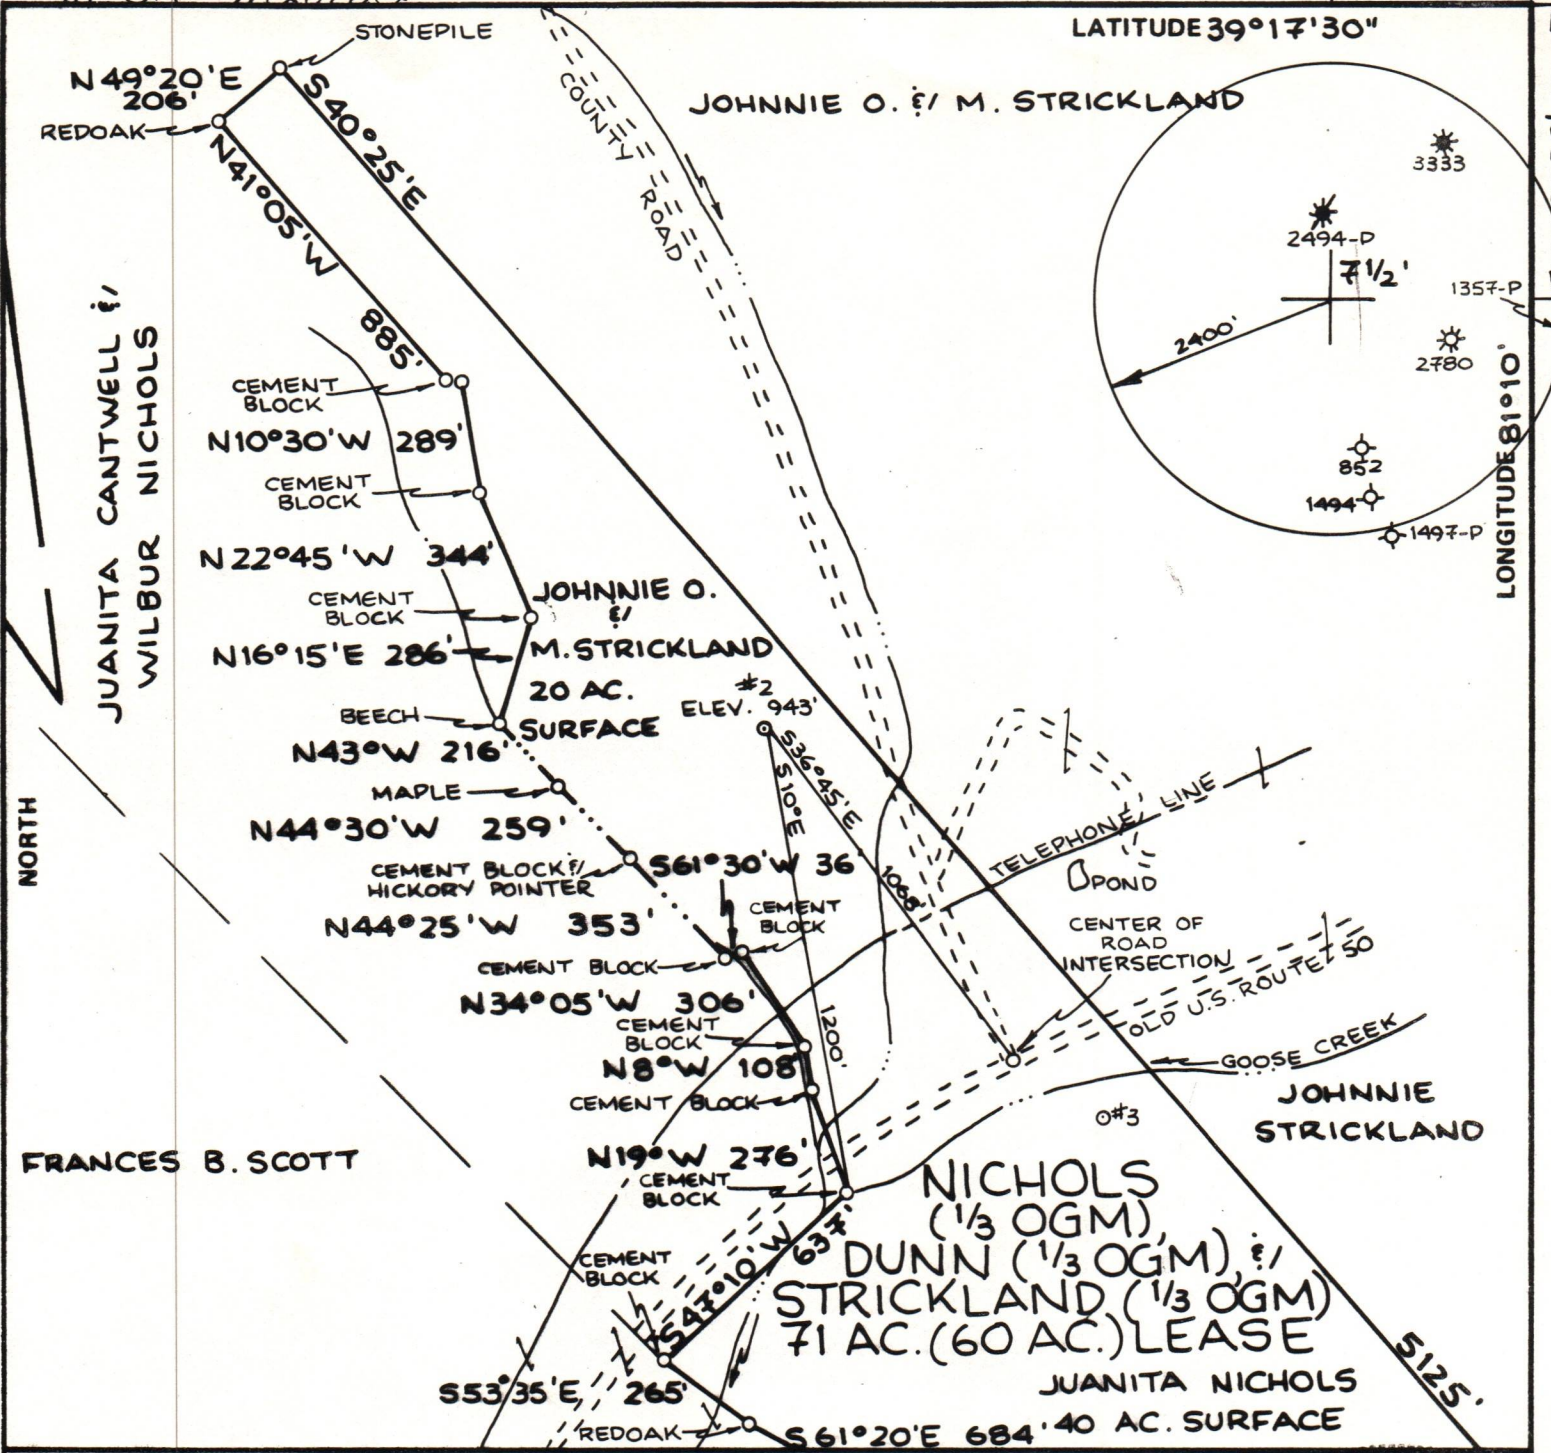 LATITUDE 39°17'30"
STONEPILE
N 49°20'E
206'
REDOAK
S 40°25'E
N41°05'W
885'
COUNTY ROAD
JOHNNIE O. & M. STRICKLAND
3333
2494-P
7 1/2'
1357-P
2400'
2780
852
1494
1497-P
LONGITUDE 81°10'
JUANITA CANTWELL &
WILBUR NICHOLS
CEMENT
BLOCK
N10°30'W 289'
CEMENT
BLOCK
N22°45'W 344'
CEMENT
BLOCK
JOHNNIE O.
&
M. STRICKLAND
20 AC.
SURFACE
N16°15'E 286'
BEECH
#2
ELEV. 943'
N43°W 216'
MAPLE
S36°45'E
1068'
S10°E
1200'
N44°30'W 259'
CEMENT BLOCK &
HICKORY POINTER
S61°30'W 36'
TELEPHONE LINE
POND
NORTH
N44°25'W 353'
CEMENT
BLOCK
CEMENT BLOCK
CENTER OF
ROAD
INTERSECTION
OLD U.S. ROUTE 50
N34°05'W 306'
CEMENT
BLOCK
N8°W 108'
CEMENT BLOCK
GOOSE CREEK
#3
JOHNNIE
STRICKLAND
FRANCES B. SCOTT
N19°W 276'
CEMENT
BLOCK
NICHOLS
(1/3 OGM),
DUNN (1/3 OGM), &
STRICKLAND (1/3 OGM)
71 AC. (60 AC.) LEASE
CEMENT
BLOCK
S47°10'W 637'
5125'
S53°35'E 265'
JUANITA NICHOLS
40 AC. SURFACE
REDOAK
S61°20'E 684'